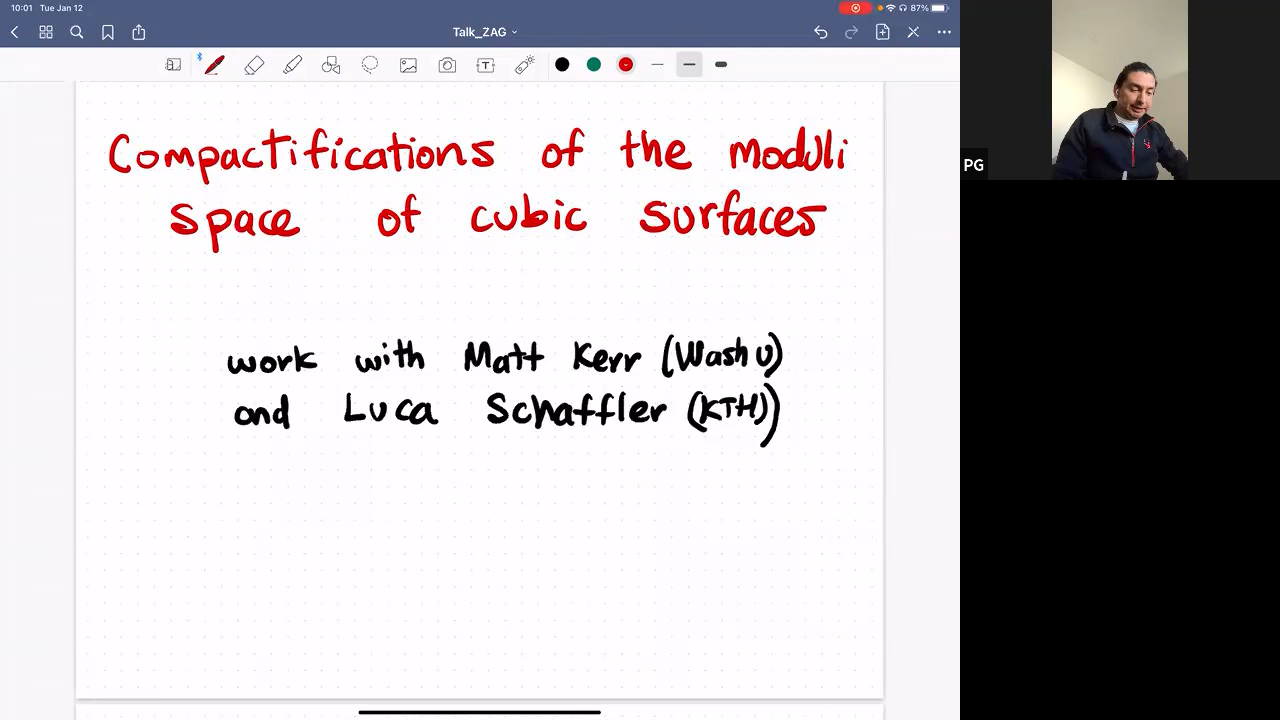 10:01 Tue Jan 12
87%
Talk_ZAG
Compactifications of the moduli
space of cubic surfaces
work with Matt Kerr (Wash U)
and Luca Schaffler (KTH))
PG